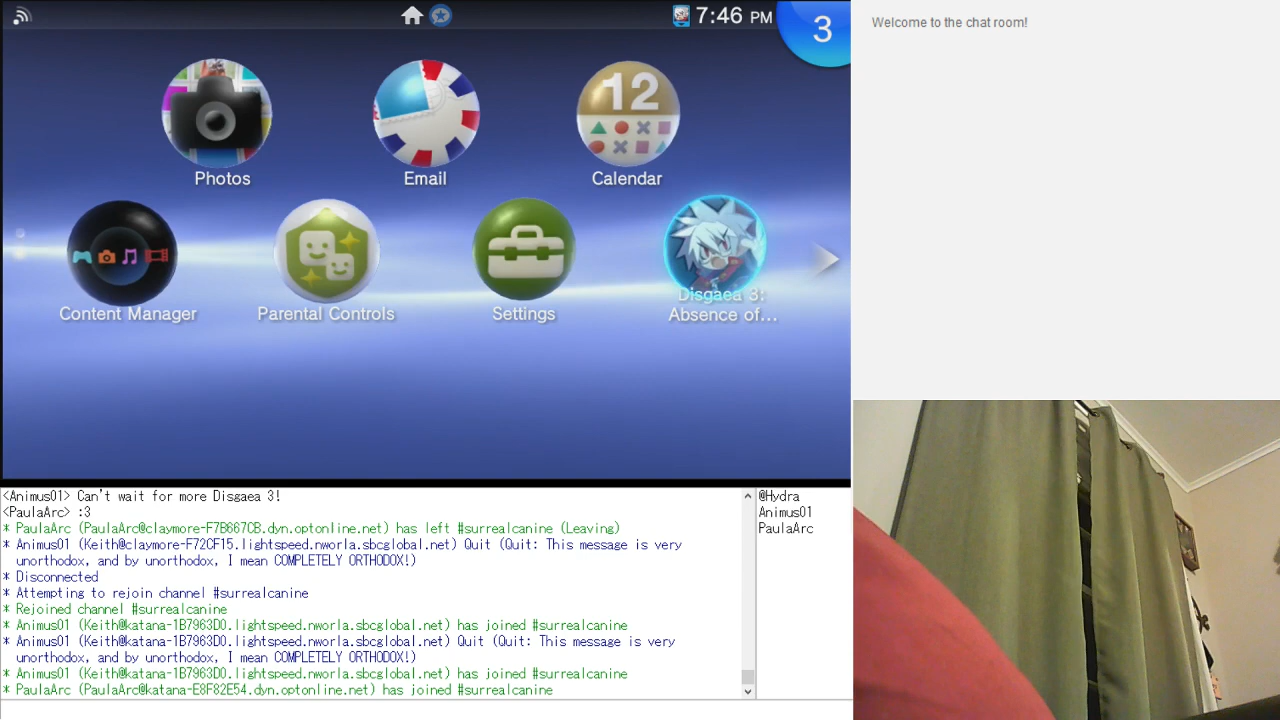 7:46 PM
3
12
Photos
Email
Calendar
Content Manager
Parental Controls
Settings
Disgaea 3:
Absence of...
Welcome to the chat room!
<Animus01> Can't wait for more Disgaea 3!
<PaulaArc> :3
* PaulaArc (PaulaArc@claymore-F7B667CB.dyn.optonline.net) has left #surrealcanine (Leaving)
* Animus01 (Keith@claymore-F72CF15.lightspeed.nworla.sbcglobal.net) Quit (Quit: This message is very
unorthodox, and by unorthodox, I mean COMPLETELY ORTHODOX!)
* Disconnected
* Attempting to rejoin channel #surrealcanine
* Rejoined channel #surrealcanine
* Animus01 (Keith@katana-1B7963D0.lightspeed.nworla.sbcglobal.net) has joined #surrealcanine
* Animus01 (Keith@katana-1B7963D0.lightspeed.nworla.sbcglobal.net) Quit (Quit: This message is very
unorthodox, and by unorthodox, I mean COMPLETELY ORTHODOX!)
* Animus01 (Keith@katana-1B7963D0.lightspeed.nworla.sbcglobal.net) has joined #surrealcanine
* PaulaArc (PaulaArc@katana-E8F82E54.dyn.optonline.net) has joined #surrealcanine
@Hydra
Animus01
PaulaArc